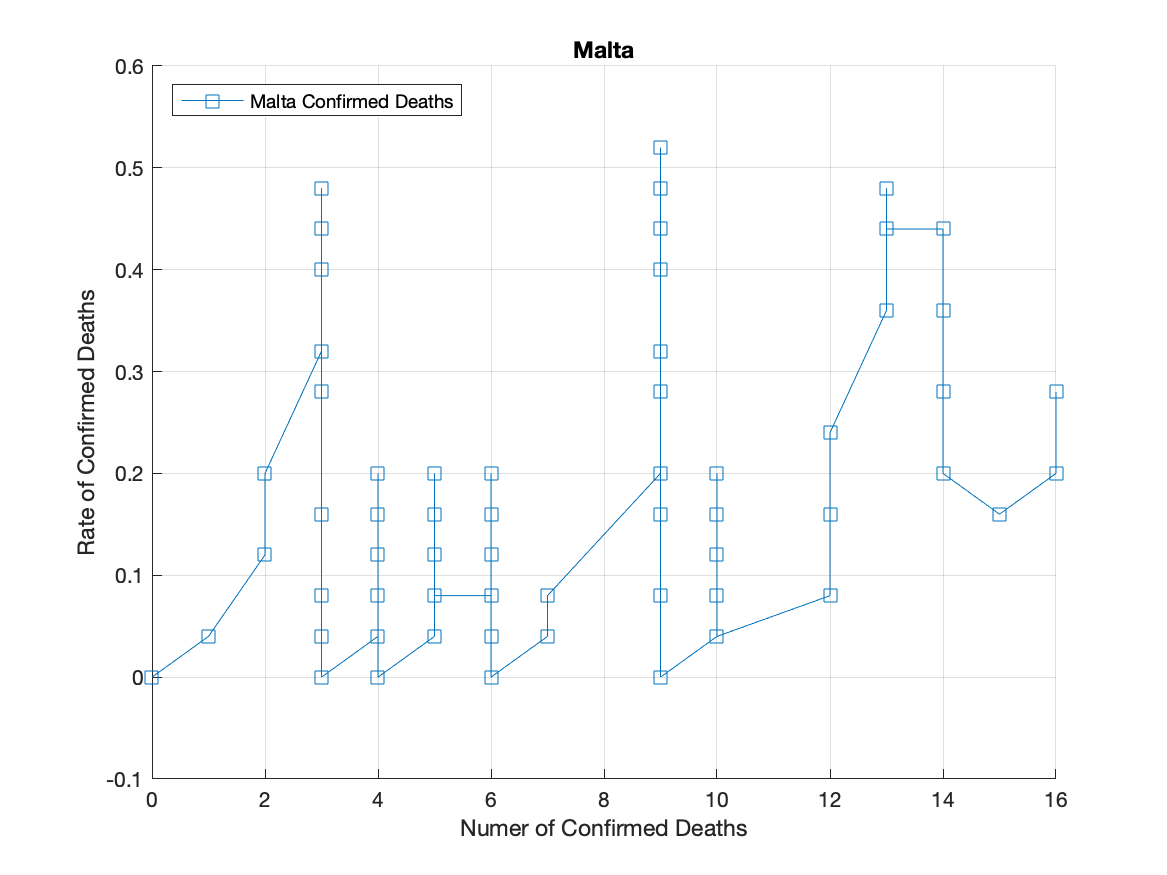 Malta
Malta Confirmed Deaths
Rate of Confirmed Deaths
0.6
0.5
0.4
0.3
0.2
0.1
0
-0.1
0 2 4 6 8 10 12 14 16
Numer of Confirmed Deaths